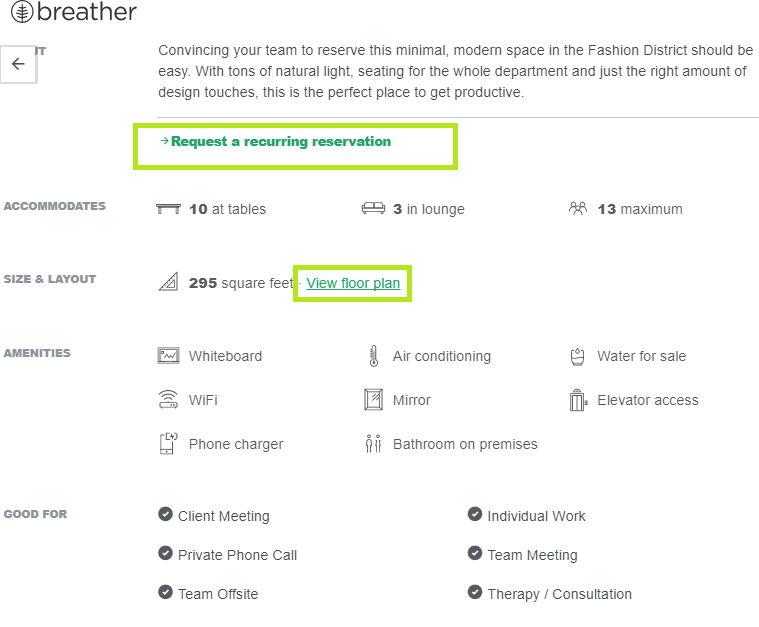 breather
UT
Convincing your team to reserve this minimal, modern space in the Fashion District should be
easy. With tons of natural light, seating for the whole department and just the right amount of
design touches, this is the perfect place to get productive.
→Request a recurring reservation
ACCOMMODATES
10 at tables
3 in lounge
13 maximum
SIZE & LAYOUT
295 square feet · View floor plan
AMENITIES
Whiteboard
Air conditioning
Water for sale
WiFi
Mirror
Elevator access
Phone charger
Bathroom on premises
GOOD FOR
Client Meeting
Individual Work
Private Phone Call
Team Meeting
Team Offsite
Therapy / Consultation